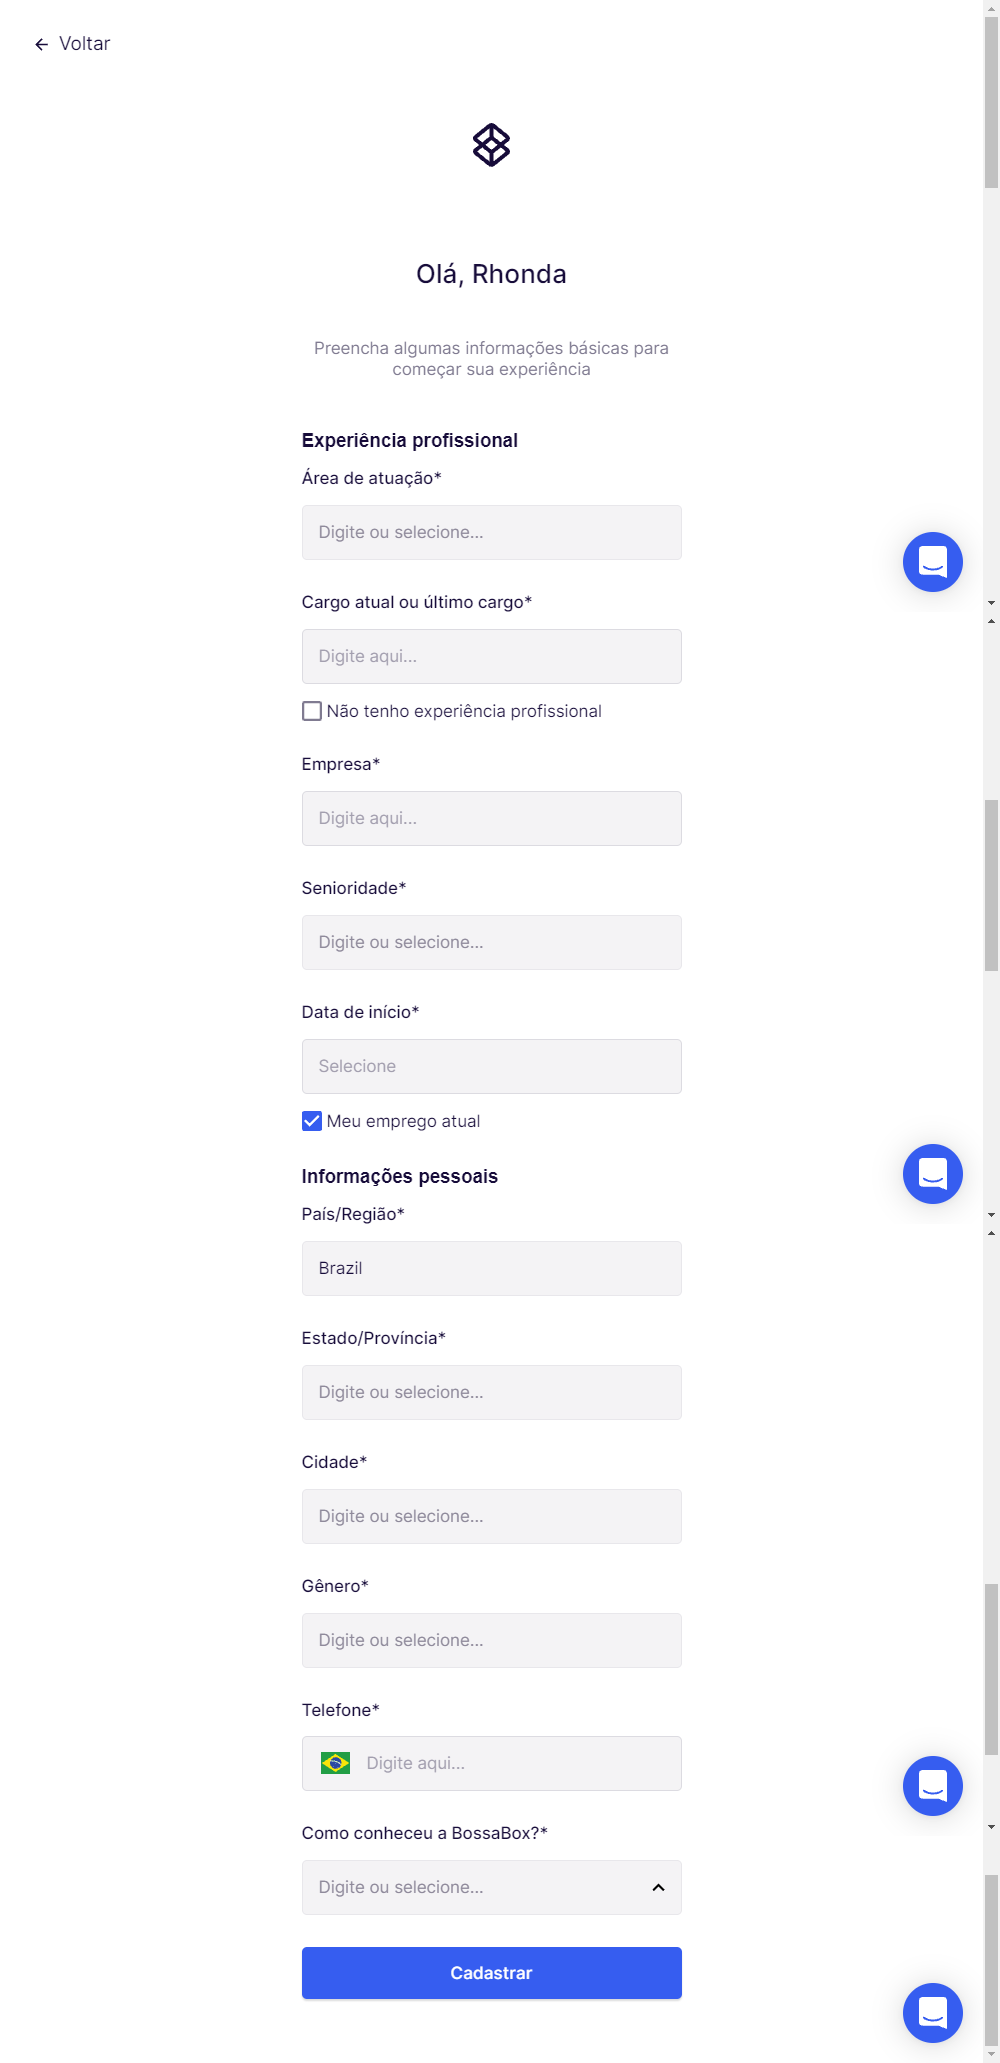 Voltar
Olá, Rhonda
Preencha algumas informações básicas para
começar sua experiência
Experiência profissional
Área de atuação*
Digite ou selecione...
Cargo atual ou último cargo*
Digite aqui...
Não tenho experiência profissional
Empresa*
Digite aqui...
Senioridade*
Digite ou selecione...
Data de início*
Selecione
Meu emprego atual
Informações pessoais
País/Região*
Brazil
Estado/Província*
Digite ou selecione...
Cidade*
Digite ou selecione...
Gênero*
Digite ou selecione...
Telefone*
Digite aqui...
Como conheceu a BossaBox?*
Digite ou selecione...
Cadastrar